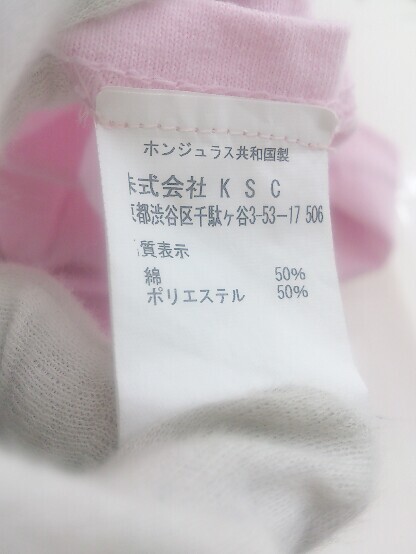 ホンジュラス共和国製
株式会社 K S C
京都渋谷区千駄ヶ谷3-53-17 506
質表示
綿 50%
ポリエステル 50%